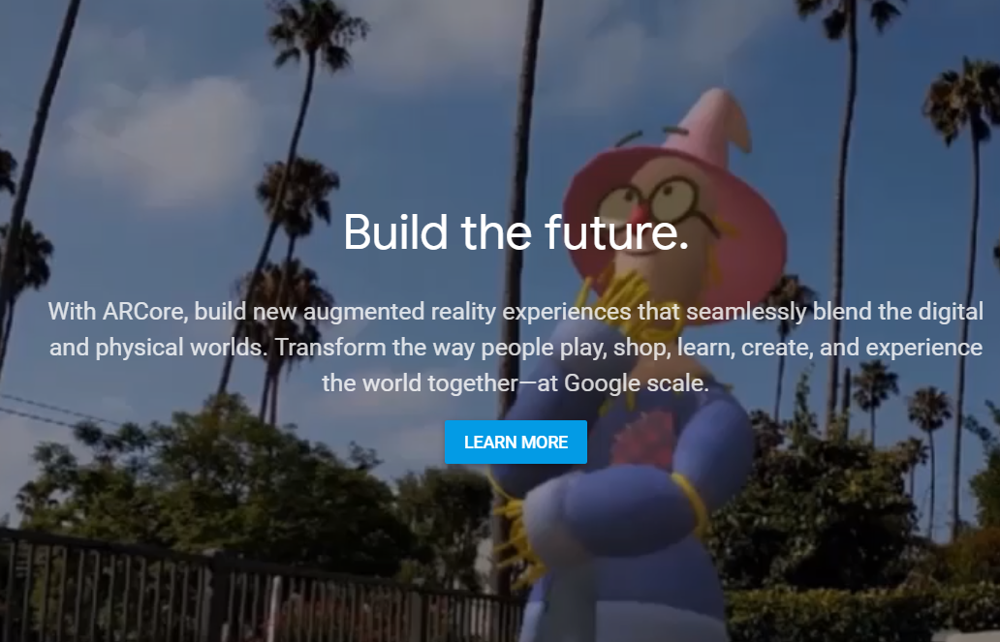 Build the future.
With ARCore, build new augmented reality experiences that seamlessly blend the digital
and physical worlds. Transform the way people play, shop, learn, create, and experience
the world together—at Google scale.
LEARN MORE